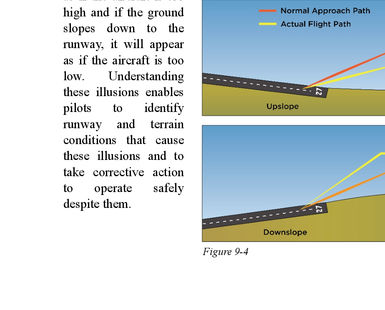 high and if the ground
slopes down to the
runway, it will appear
as if the aircraft is too
low. Understanding
these illusions enables
pilots to identify
runway and terrain
conditions that cause
these illusions and to
take corrective action
to operate safely
despite them.
Normal Approach Path
Actual Flight Path
27
Upslope
27
Downslope
Figure 9-4